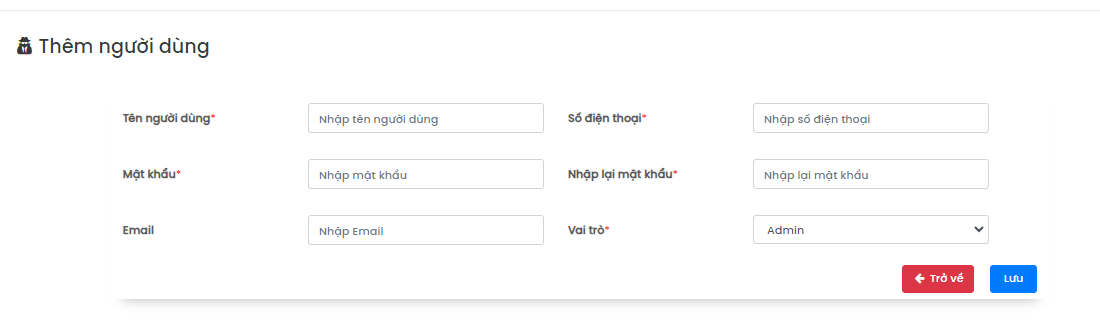 Thêm người dùng
Tên người dùng* Nhập tên người dùng Số điện thoại* Nhập số điện thoại
Mật khẩu* Nhập mật khẩu Nhập lại mật khẩu* Nhập lại mật khẩu
Email Nhập Email Vai trò* Admin
Trở về Lưu